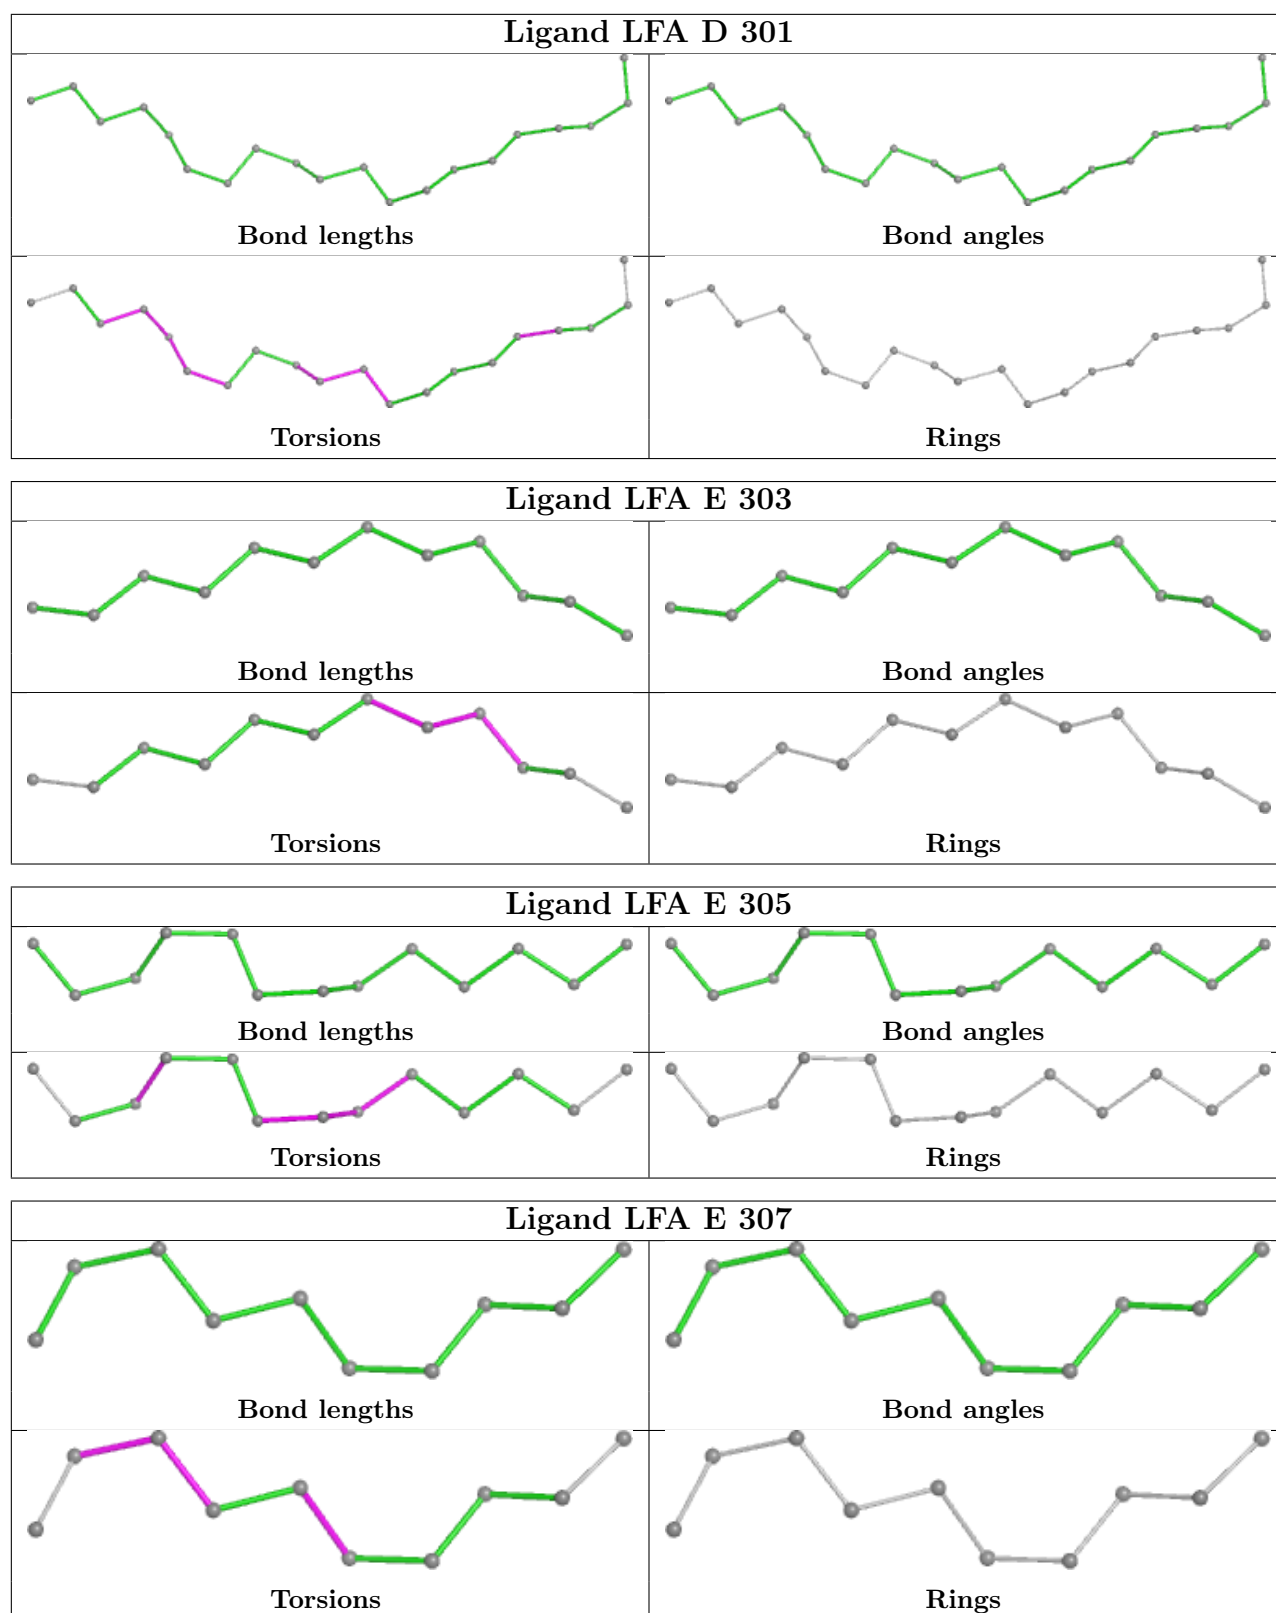 Ligand LFA D 301
Bond lengths
Bond angles
Torsions
Rings
Ligand LFA E 303
Bond lengths
Bond angles
Torsions
Rings
Ligand LFA E 305
Bond lengths
Bond angles
Torsions
Rings
Ligand LFA E 307
Bond lengths
Bond angles
Torsions
Rings